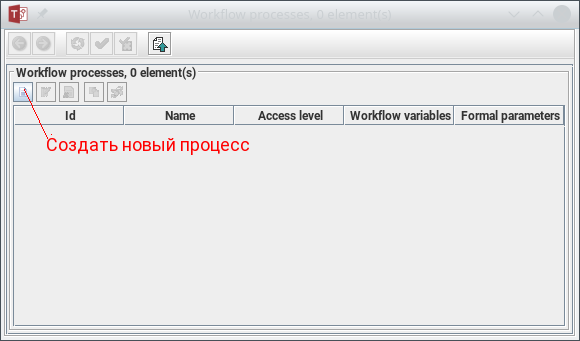 Workflow processes, 0 element(s)
Workflow processes, 0 element(s)
Id Name Access level Workflow variables Formal parameters
Создать новый процесс